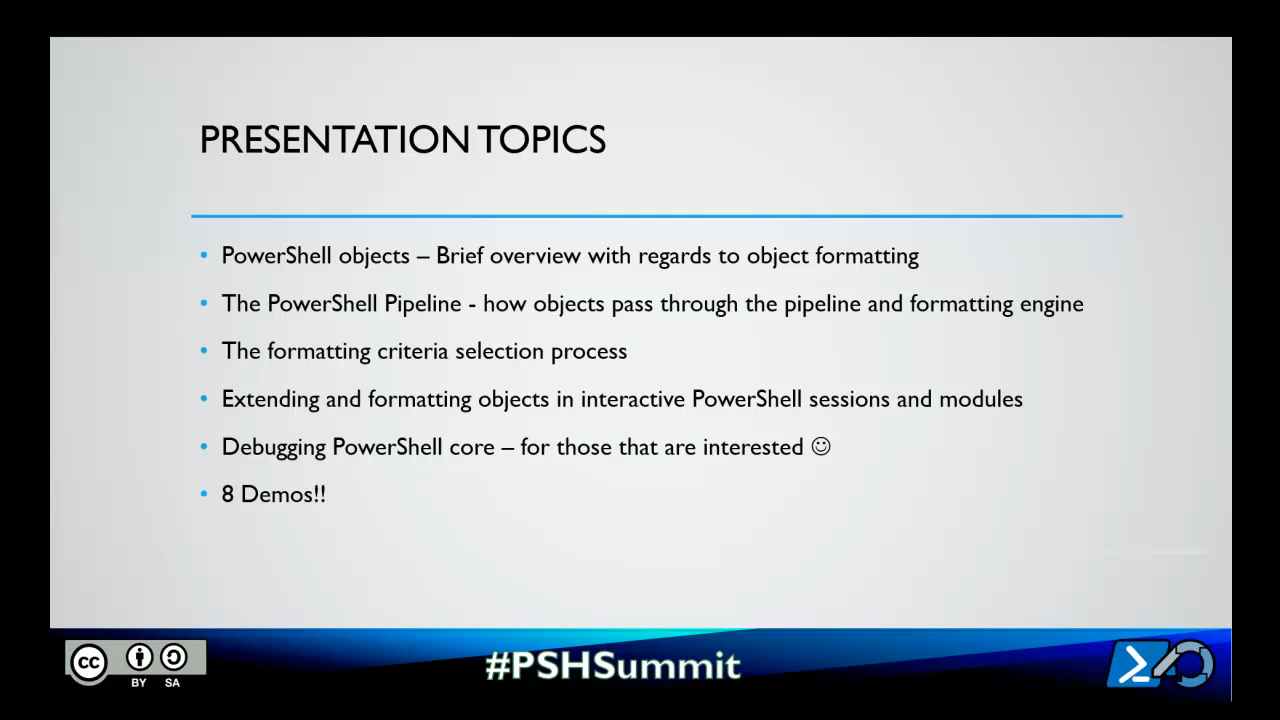 PRESENTATION TOPICS
• PowerShell objects – Brief overview with regards to object formatting
• The PowerShell Pipeline - how objects pass through the pipeline and formatting engine
• The formatting criteria selection process
• Extending and formatting objects in interactive PowerShell sessions and modules
• Debugging PowerShell core – for those that are interested ☺
• 8 Demos!!
cc
BY SA
#PSHSummit